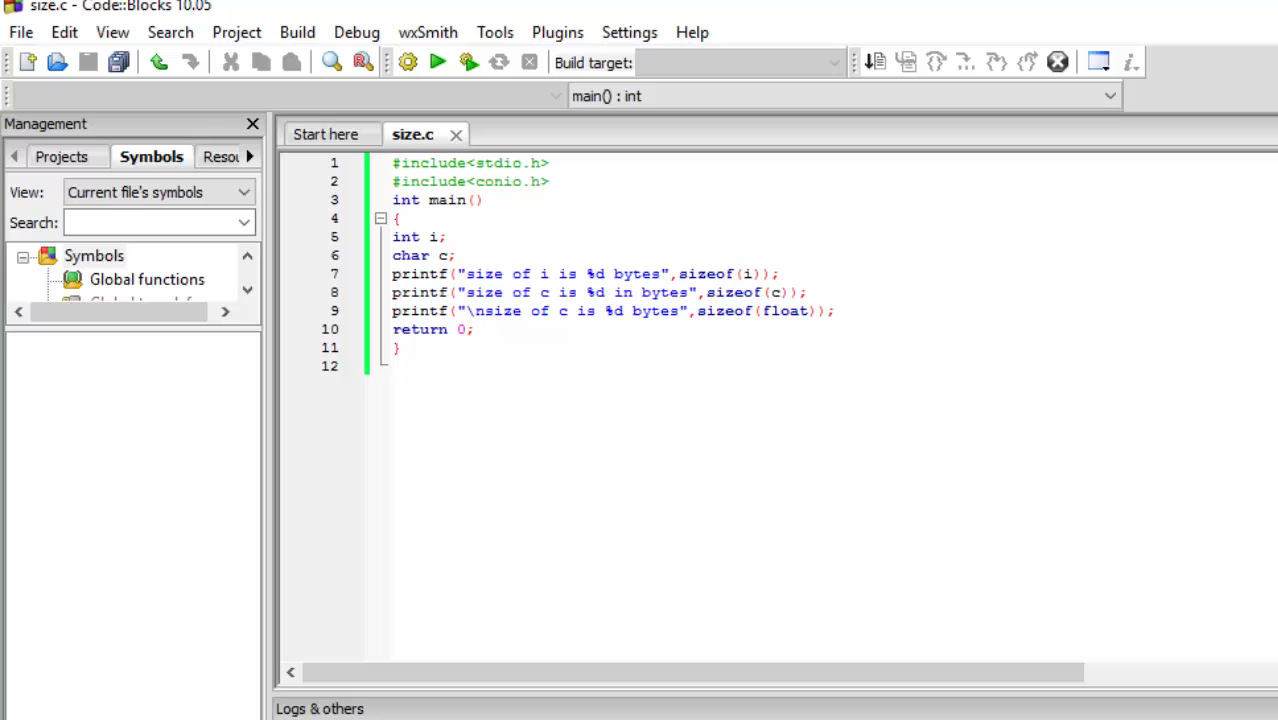 size.c - Code::Blocks 10.05
File Edit View Search Project Build Debug wxSmith Tools Plugins Settings Help
Build target:
main() : int
Management
Start here size.c
Projects Symbols
View: Current file's symbols
Search:
Symbols
Global functions
1 #include<stdio.h>
2 #include<conio.h>
3 int main()
4 {
5 int i;
6 char c;
7 printf("size of i is %d bytes",sizeof(i));
8 printf("size of c is %d in bytes",sizeof(c));
9 printf("\nsize of c is %d bytes",sizeof(float));
10 return 0;
11 }
12
Logs & others